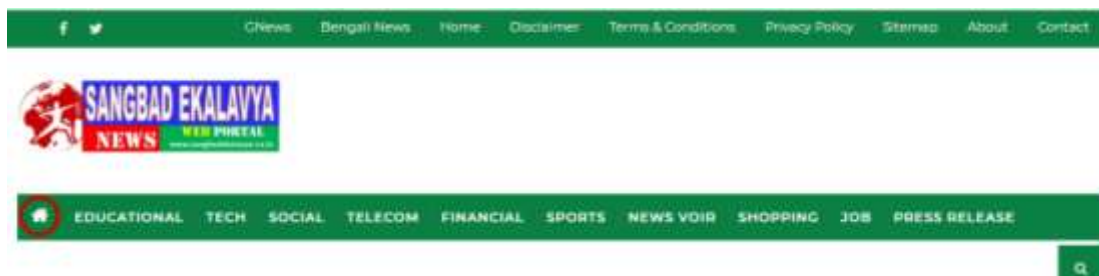 GNews Bengali News Home Disclaimer Terms & Conditions Privacy Policy Sitemap About Contact
SANGBAD EKALAVYA
NEWS WEB PORTAL
EDUCATIONAL TECH SOCIAL TELECOM FINANCIAL SPORTS NEWS VOIR SHOPPING JOB PRESS RELEASE